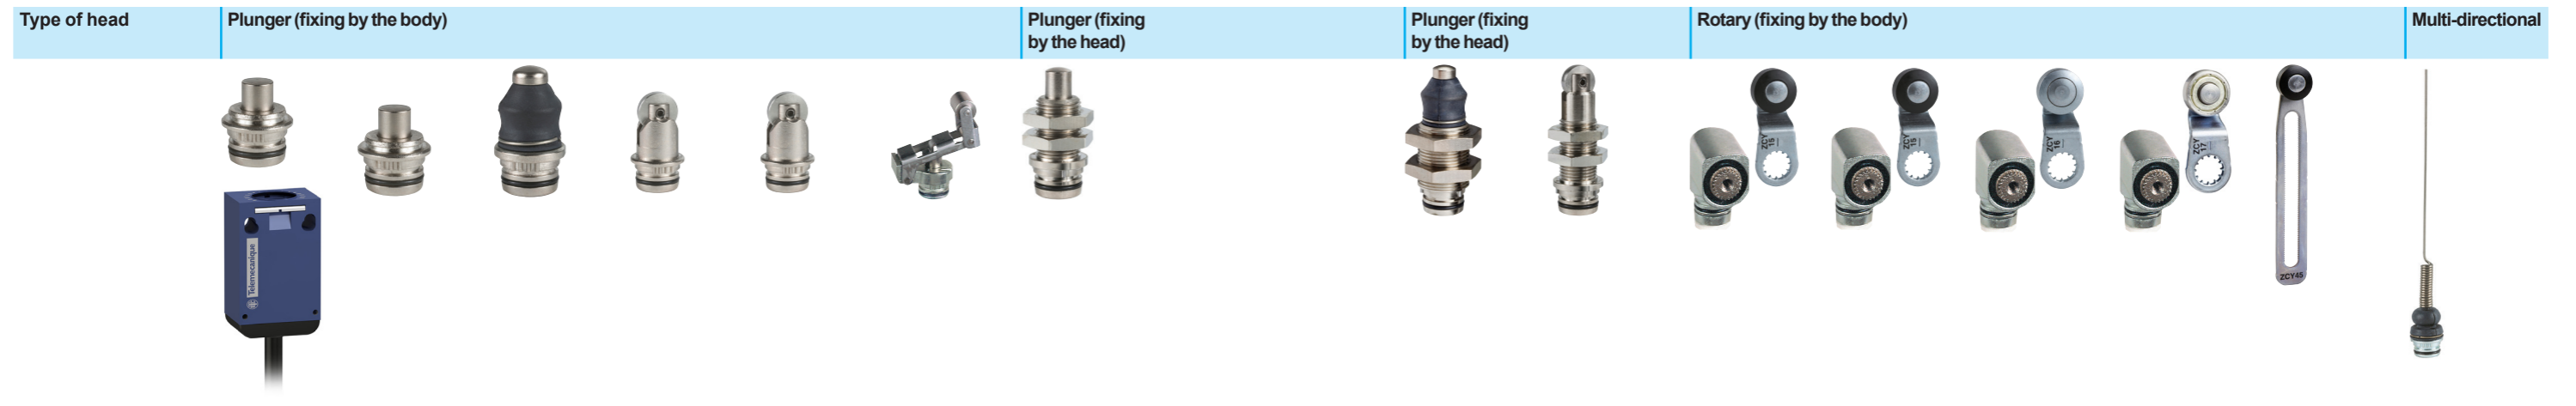 Type of head
Plunger (fixing by the body)
Plunger (fixing
by the head)
Plunger (fixing
by the head)
Rotary (fixing by the body)
Multi-directional
ZCY
15
ZCY
15
ZCY
16
ZCY
17
ZCY45
Telemecanique